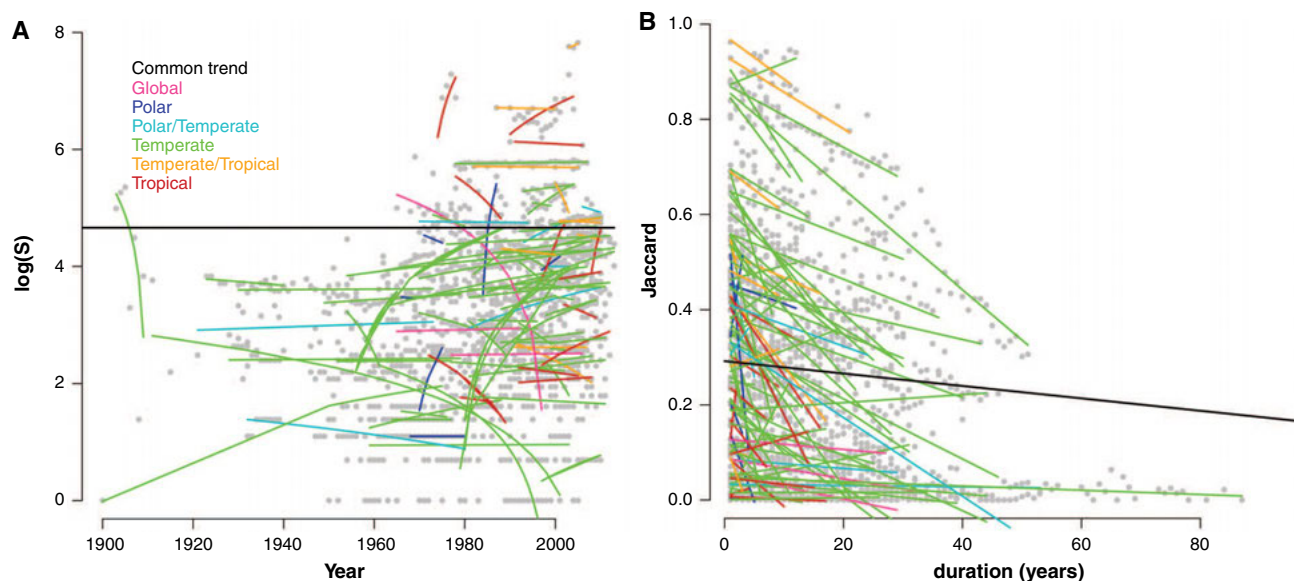 A
8
6
4
2
0
log(S)
Common trend
Global
Polar
Polar/Temperate
Temperate
Temperate/Tropical
Tropical
1900 1920 1940 1960 1980 2000
Year
B
1.0
0.8
0.6
0.4
0.2
0.0
Jaccard
0 20 40 60 80
duration (years)